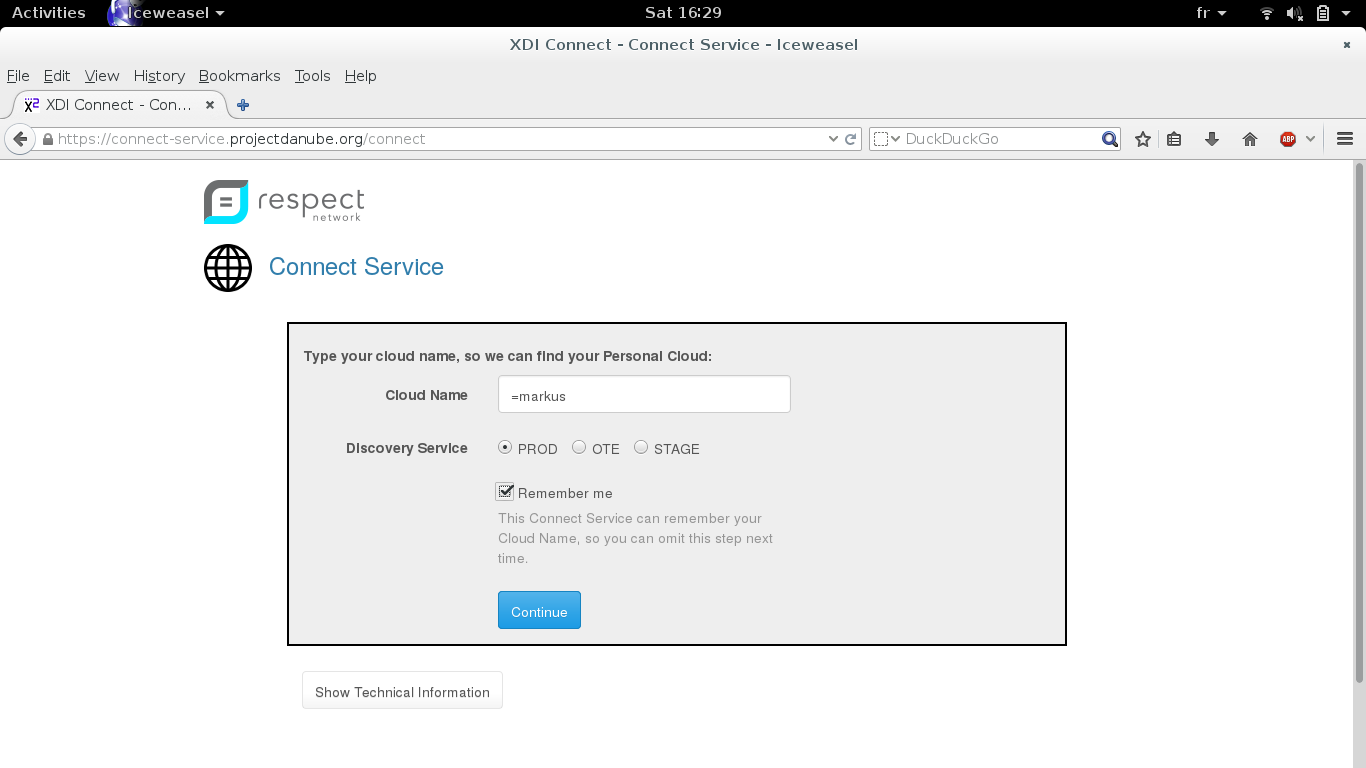 Activities Iceweasel Sat 16:29 fr
XDI Connect - Connect Service - Iceweasel
File Edit View History Bookmarks Tools Help
X2 XDI Connect - Con...
https://connect-service.projectdanube.org/connect DuckDuckGo ABP
respect
network
Connect Service
Type your cloud name, so we can find your Personal Cloud:
Cloud Name =markus
Discovery Service PROD OTE STAGE
Remember me
This Connect Service can remember your
Cloud Name, so you can omit this step next
time.
Continue
Show Technical Information